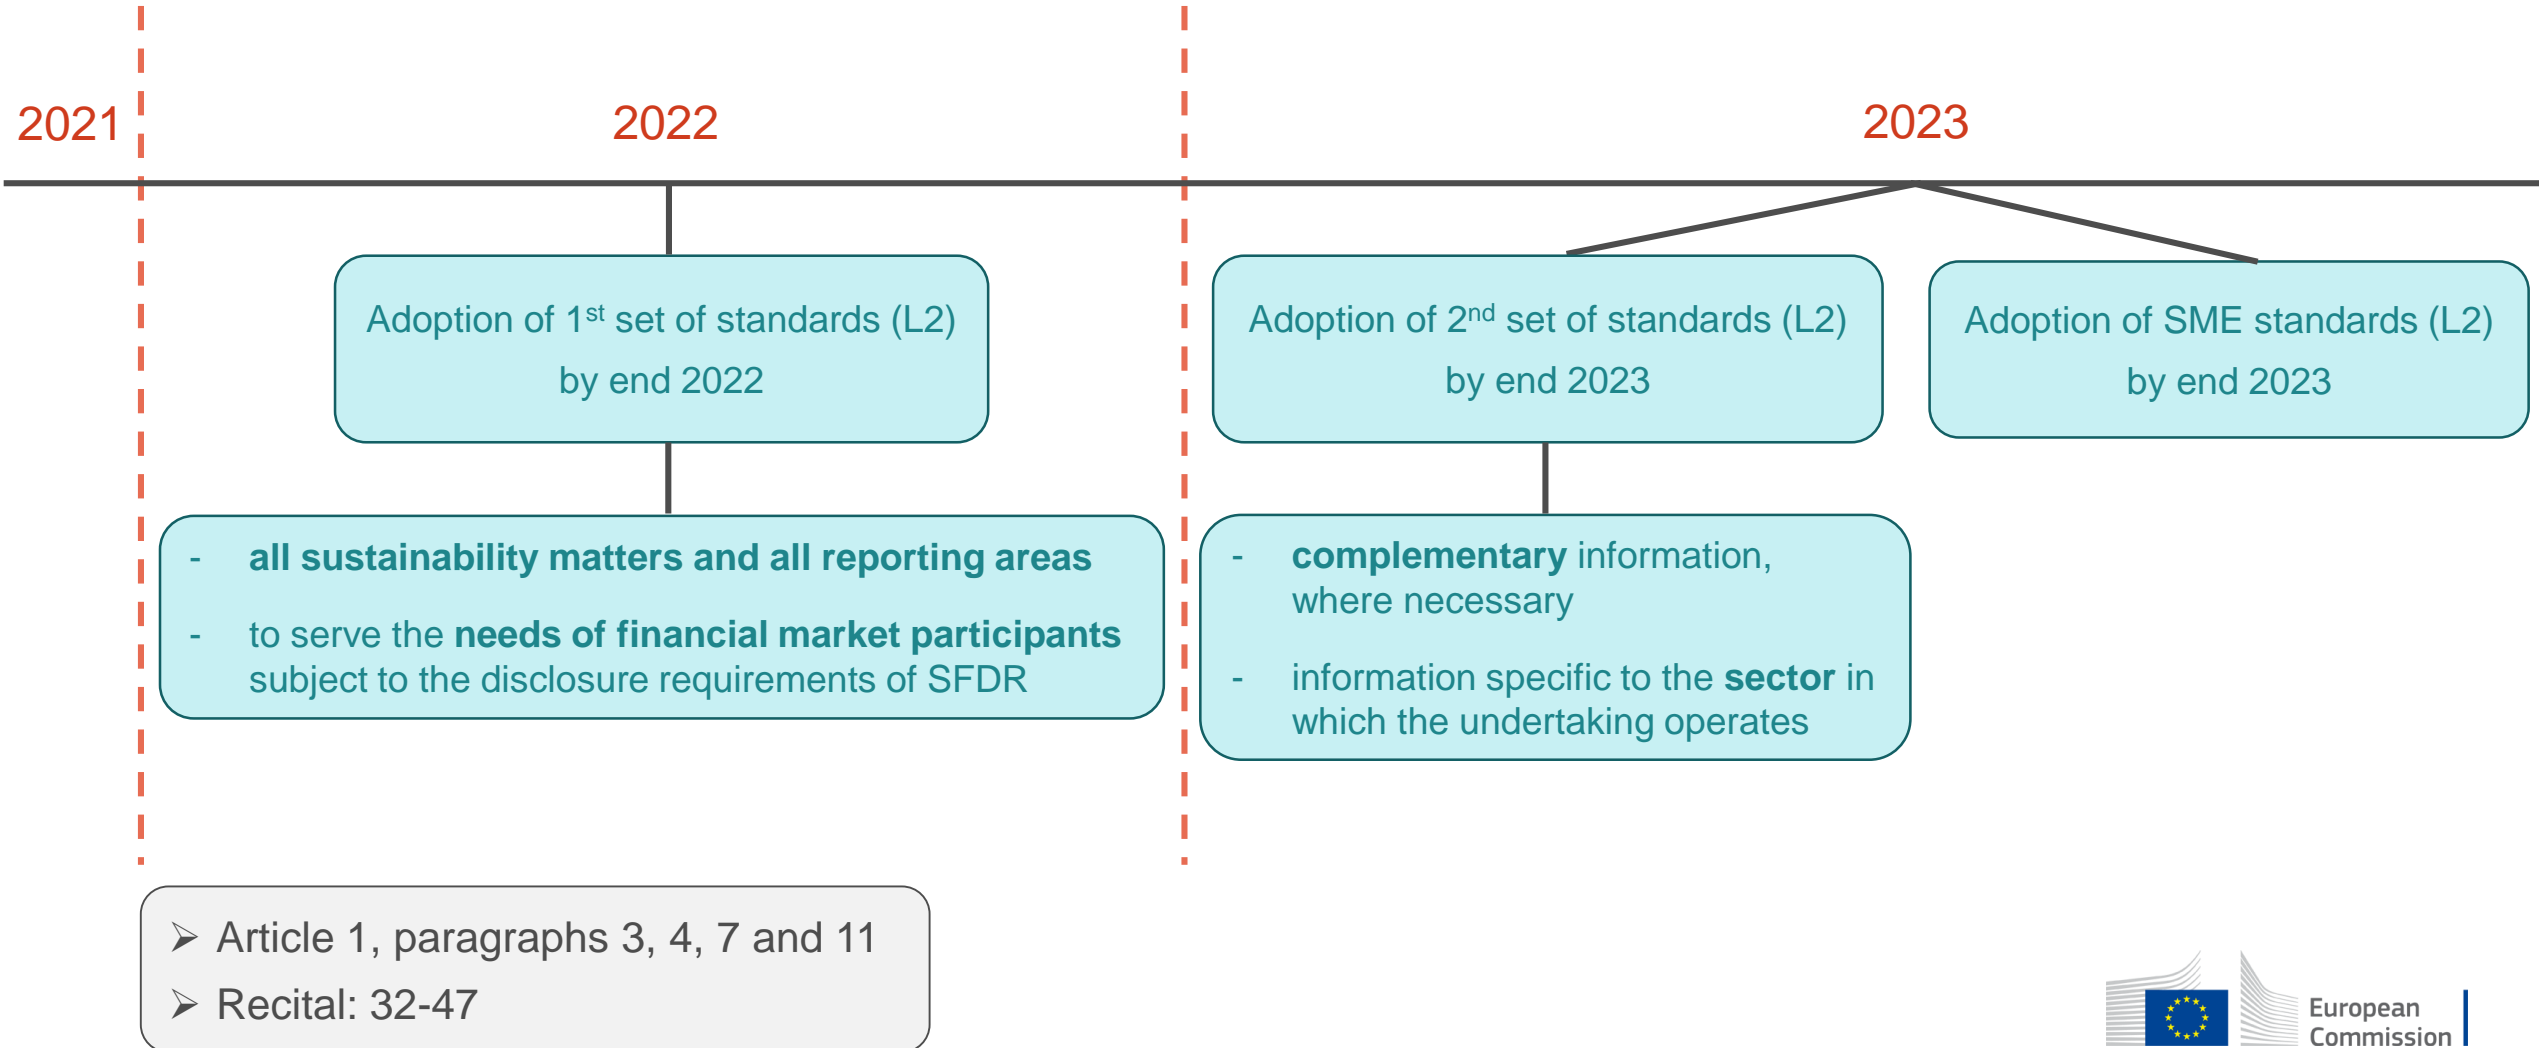 2021
2022
2023
Adoption of 1st set of standards (L2)
by end 2022
Adoption of 2nd set of standards (L2)
by end 2023
Adoption of SME standards (L2)
by end 2023
- all sustainability matters and all reporting areas
- to serve the needs of financial market participants
subject to the disclosure requirements of SFDR
- complementary information,
where necessary
- information specific to the sector in
which the undertaking operates
➢ Article 1, paragraphs 3, 4, 7 and 11
➢ Recital: 32-47
European
Commission